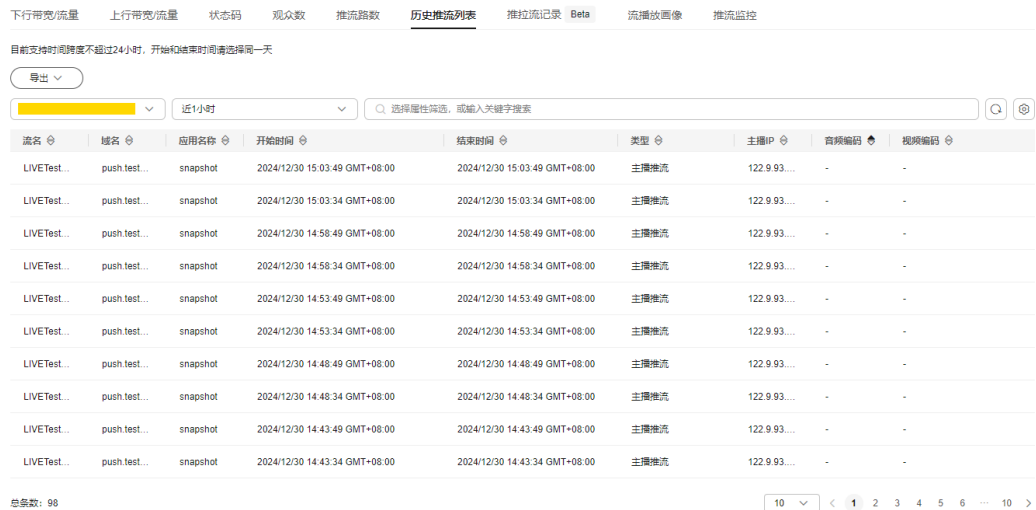 下行带宽/流量 上行带宽/流量 状态码 观众数 推流路数 历史推流列表 推拉流记录 Beta 流播放画像 推流监控
目前支持时间跨度不超过24小时，开始和结束时间请选择同一天
导出
近1小时 选择属性筛选，或输入关键字搜索
流名 域名 应用名称 开始时间 结束时间 类型 主播IP 音频编码 视频编码
LIVETest... push.test... snapshot 2024/12/30 15:03:49 GMT+08:00 2024/12/30 15:03:49 GMT+08:00 主播推流 122.9.93.... - -
LIVETest... push.test... snapshot 2024/12/30 15:03:34 GMT+08:00 2024/12/30 15:03:34 GMT+08:00 主播推流 122.9.93.... - -
LIVETest... push.test... snapshot 2024/12/30 14:58:49 GMT+08:00 2024/12/30 14:58:49 GMT+08:00 主播推流 122.9.93.... - -
LIVETest... push.test... snapshot 2024/12/30 14:58:34 GMT+08:00 2024/12/30 14:58:34 GMT+08:00 主播推流 122.9.93.... - -
LIVETest... push.test... snapshot 2024/12/30 14:53:49 GMT+08:00 2024/12/30 14:53:49 GMT+08:00 主播推流 122.9.93.... - -
LIVETest... push.test... snapshot 2024/12/30 14:53:34 GMT+08:00 2024/12/30 14:53:34 GMT+08:00 主播推流 122.9.93.... - -
LIVETest... push.test... snapshot 2024/12/30 14:48:49 GMT+08:00 2024/12/30 14:48:49 GMT+08:00 主播推流 122.9.93.... - -
LIVETest... push.test... snapshot 2024/12/30 14:48:34 GMT+08:00 2024/12/30 14:48:34 GMT+08:00 主播推流 122.9.93.... - -
LIVETest... push.test... snapshot 2024/12/30 14:43:49 GMT+08:00 2024/12/30 14:43:49 GMT+08:00 主播推流 122.9.93.... - -
LIVETest... push.test... snapshot 2024/12/30 14:43:34 GMT+08:00 2024/12/30 14:43:34 GMT+08:00 主播推流 122.9.93.... - -
总条数：98 10 < 1 2 3 4 5 6 ... 10 >